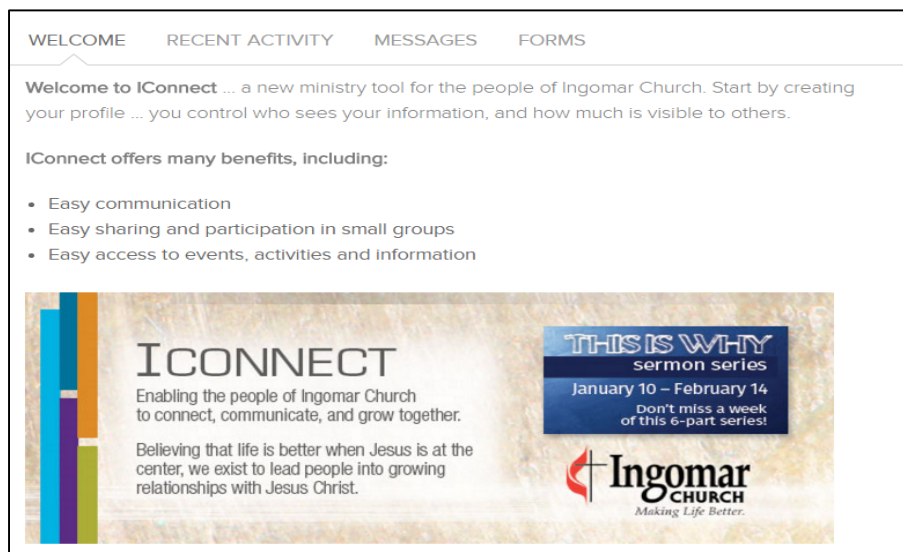 WELCOME RECENT ACTIVITY MESSAGES FORMS
Welcome to IConnect ... a new ministry tool for the people of Ingomar Church. Start by creating
your profile ... you control who sees your information, and how much is visible to others.
IConnect offers many benefits, including:
• Easy communication
• Easy sharing and participation in small groups
• Easy access to events, activities and information
ICONNECT
Enabling the people of Ingomar Church
to connect, communicate, and grow together.
Believing that life is better when Jesus is at the
center, we exist to lead people into growing
relationships with Jesus Christ.
THIS IS WHY
sermon series
January 10 – February 14
Don't miss a week
of this 6-part series!
Ingomar
CHURCH
Making Life Better.